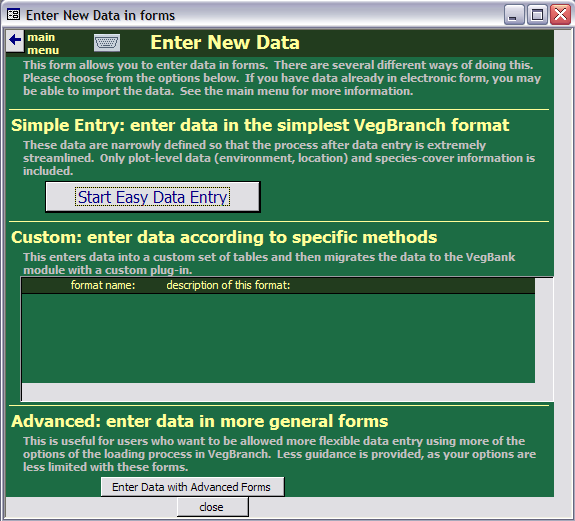 Enter New Data in forms
main
menu
Enter New Data
This form allows you to enter data in forms.  There are several different ways of doing this.
Please choose from the options below.  If you have data already in electronic form, you may
be able to import the data.  See the main menu for more information.
Simple Entry: enter data in the simplest VegBranch format
These data are narrowly defined so that the process after data entry is extremely
streamlined.  Only plot-level data (environment, location) and species-cover information is
included.
Start Easy Data Entry
Custom: enter data according to specific methods
This enters data into a custom set of tables and then migrates the data to the VegBank
module with a custom plug-in.
format name: description of this format:
Advanced: enter data in more general forms
This is useful for users who want to be allowed more flexible data entry using more of the
options of the loading process in VegBranch.  Less guidance is provided, as your options
are less limited with these forms.
Enter Data with Advanced Forms
close